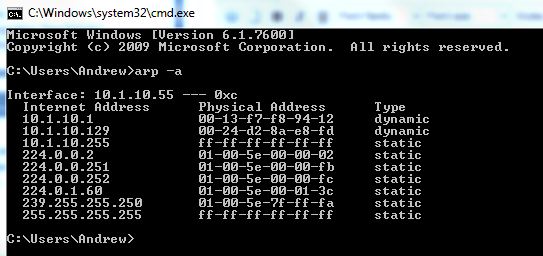 C:\Windows\system32\cmd.exe
Microsoft Windows [Version 6.1.7600]
Copyright (c) 2009 Microsoft Corporation.  All rights reserved.
C:\Users\Andrew>arp -a
Interface: 10.1.10.55 --- 0xc
  Internet Address      Physical Address      Type
  10.1.10.1             00-13-f7-f8-94-12     dynamic
  10.1.10.129           00-24-d2-8a-e8-fd     dynamic
  10.1.10.255           ff-ff-ff-ff-ff-ff     static
  224.0.0.2             01-00-5e-00-00-02     static
  224.0.0.251           01-00-5e-00-00-fb     static
  224.0.0.252           01-00-5e-00-00-fc     static
  224.0.1.60            01-00-5e-00-01-3c     static
  239.255.255.250       01-00-5e-7f-ff-fa     static
  255.255.255.255       ff-ff-ff-ff-ff-ff     static
C:\Users\Andrew>